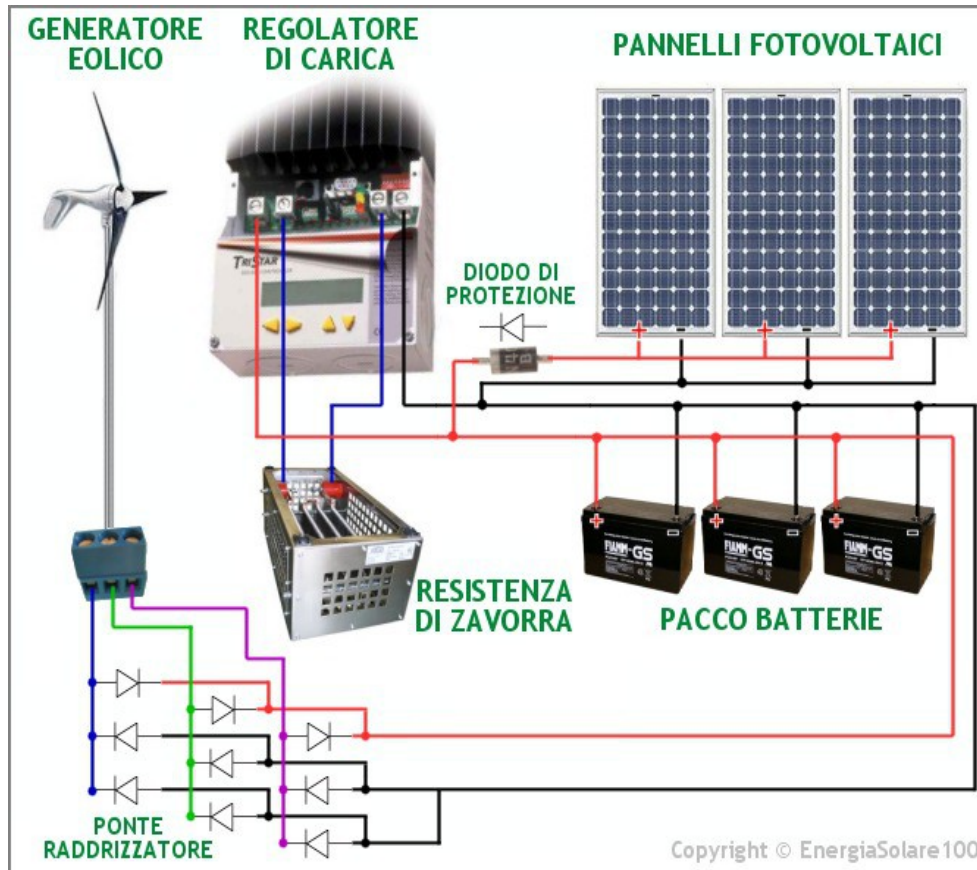 GENERATORE
EOLICO
REGOLATORE
DI CARICA
PANNELLI FOTOVOLTAICI
TRISTAR
DIODO DI
PROTEZIONE
FIAMM-GS
FIAMM-GS
FIAMM-GS
RESISTENZA
DI ZAVORRA
PACCO BATTERIE
PONTE
RADDRIZZATORE
Copyright © EnergiaSolare100